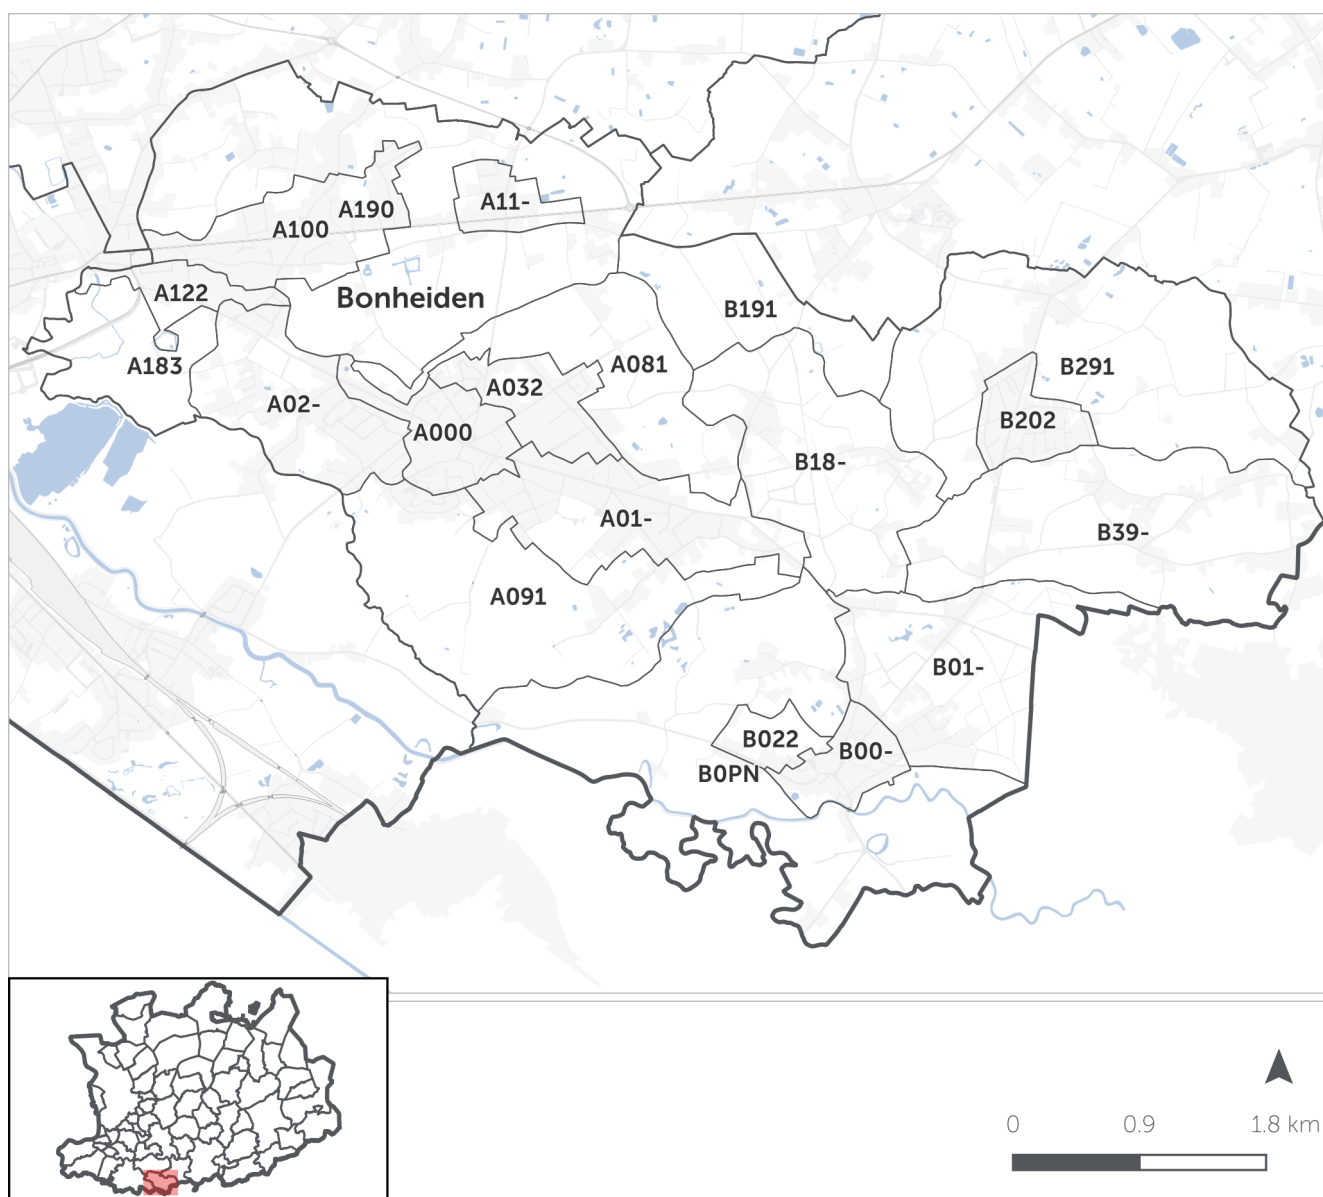 A190
A11-
A100
A122
Bonheiden
B191
A183
A081
B291
A032
A02-
B202
A000
B18-
A01-
B39-
A091
B01-
B022
B00-
B0PN
0 0.9 1.8 km